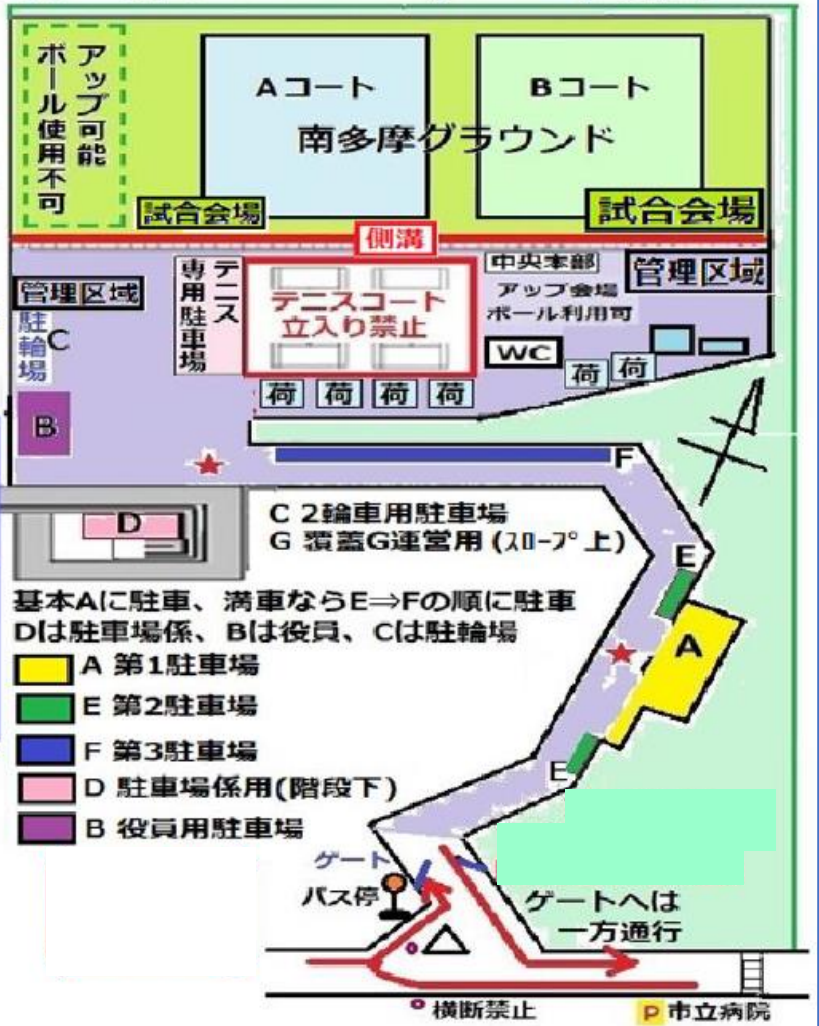 アップ可能
ボール使用不可
Aコート
Bコート
南多摩グラウンド
試合会場
試合会場
側溝
管理区域
駐輪場
C
テニス
専用駐車場
テニスコート
立入り禁止
中央本部
管理区域
アップ会場
ボール利用可
WC
荷
荷
荷
荷
荷
荷
B
F
D
C 2輪車用駐車場
G 覆蓋G運営用(スロープ上)
E
基本Aに駐車、満車ならE⇒Fの順に駐車
Dは駐車場係、Bは役員、Cは駐輪場
A
A 第1駐車場
E 第2駐車場
F 第3駐車場
D 駐車場係用(階段下)
B 役員用駐車場
E
ゲート
バス停
ゲートへは
一方通行
横断禁止
P市立病院